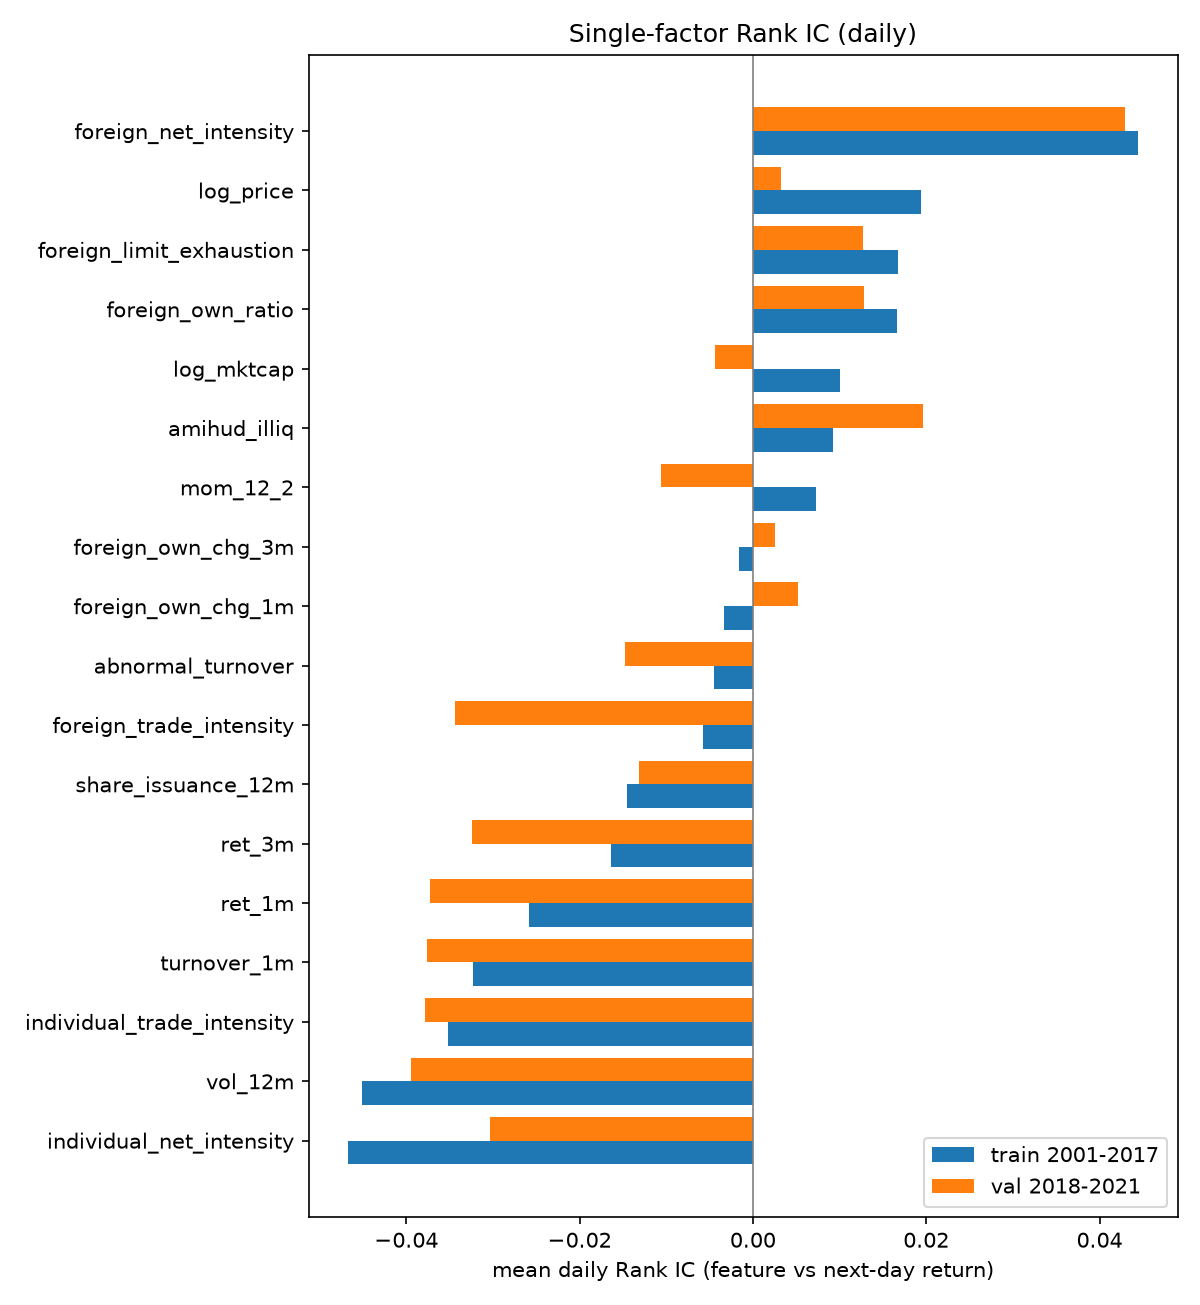 Single-factor Rank IC (daily)
foreign_net_intensity
log_price
foreign_limit_exhaustion
foreign_own_ratio
log_mktcap
amihud_illiq
mom_12_2
foreign_own_chg_3m
foreign_own_chg_1m
abnormal_turnover
foreign_trade_intensity
share_issuance_12m
ret_3m
ret_1m
turnover_1m
individual_trade_intensity
vol_12m
individual_net_intensity
train 2001-2017
val 2018-2021
−0.04 −0.02 0.00 0.02 0.04
mean daily Rank IC (feature vs next-day return)